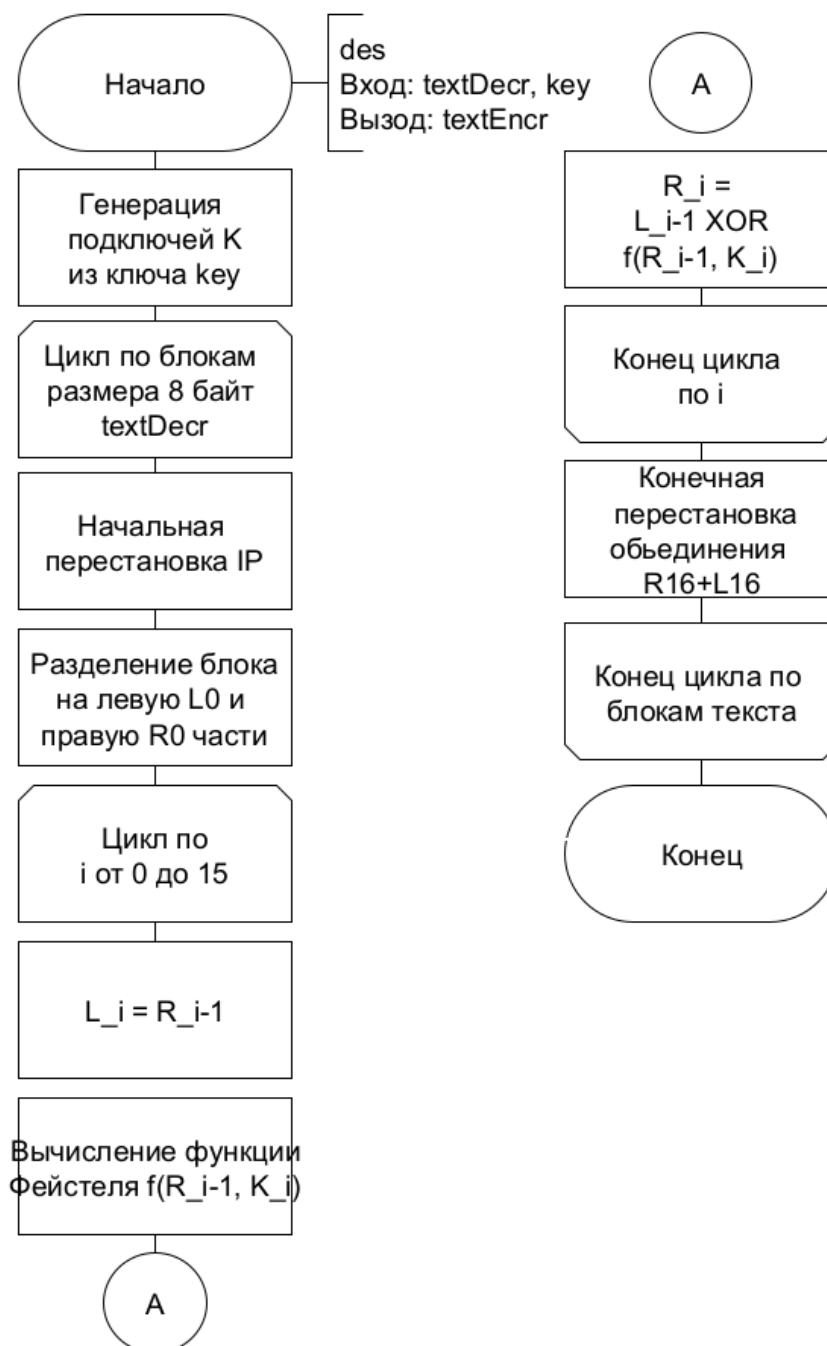 Начало
des
Вход: textDecr, key
Вызод: textEncr
Генерация
подключей K
из ключа key
Цикл по блокам
размера 8 байт
textDecr
Начальная
перестановка IP
Разделение блока
на левую L0 и
правую R0 части
Цикл по
i от 0 до 15
L_i = R_i-1
Вычисление функции
Фейстеля f(R_i-1, K_i)
A
A
R_i =
L_i-1 XOR
f(R_i-1, K_i)
Конец цикла
по i
Конечная
перестановка
обьединения
R16+L16
Конец цикла по
блокам текста
Конец